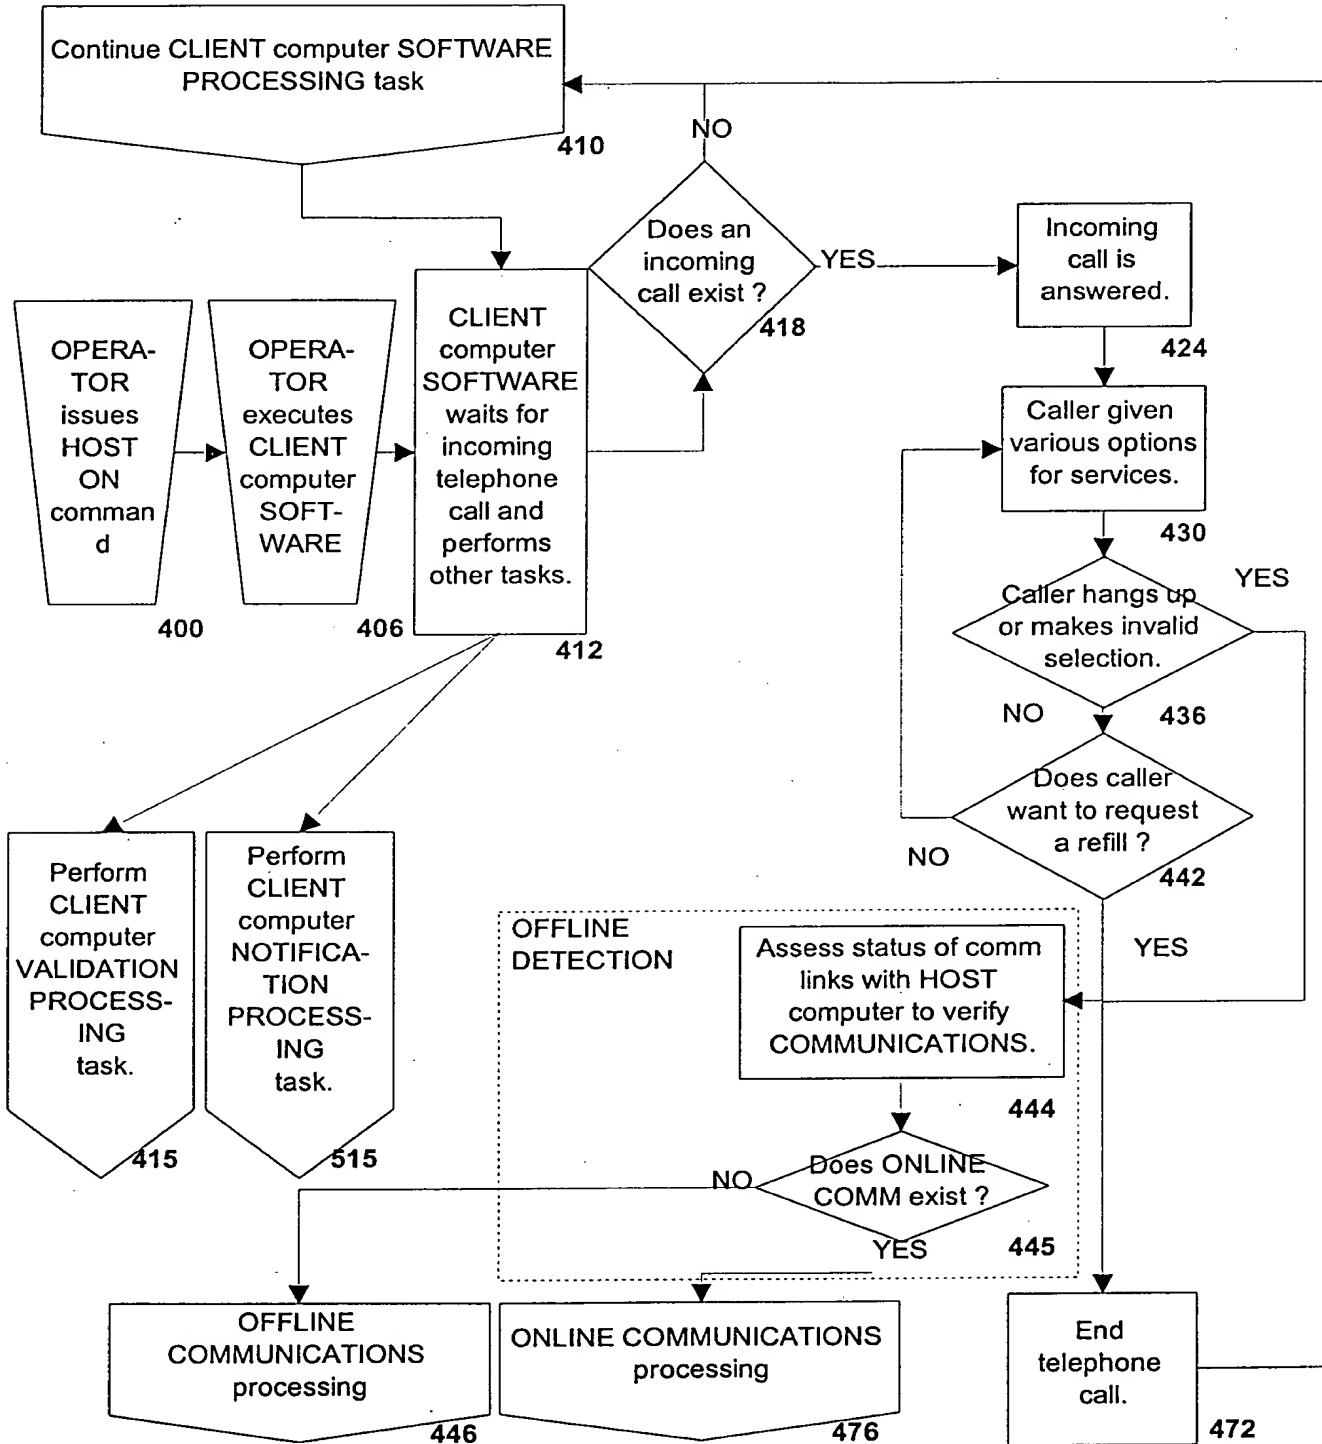 Continue CLIENT computer SOFTWARE
PROCESSING task
410
NO
Does an
incoming
call exist ?
418
YES
Incoming
call is
answered.
424
OPERA-
TOR
issues
HOST
ON
comman
d
400
OPERA-
TOR
executes
CLIENT
computer
SOFT-
WARE
406
CLIENT
computer
SOFTWARE
waits for
incoming
telephone
call and
performs
other tasks.
412
Caller given
various options
for services.
430
YES
Caller hangs up
or makes invalid
selection.
436
NO
Does caller
want to request
a refill ?
442
NO
YES
Perform
CLIENT
computer
VALIDATION
PROCESS-
ING
task.
415
Perform
CLIENT
computer
NOTIFICA-
TION
PROCESS-
ING
task.
515
OFFLINE
DETECTION
Assess status of comm
links with HOST
computer to verify
COMMUNICATIONS.
444
Does ONLINE
COMM exist ?
445
NO
YES
OFFLINE
COMMUNICATIONS
processing
446
ONLINE COMMUNICATIONS
processing
476
End
telephone
call.
472